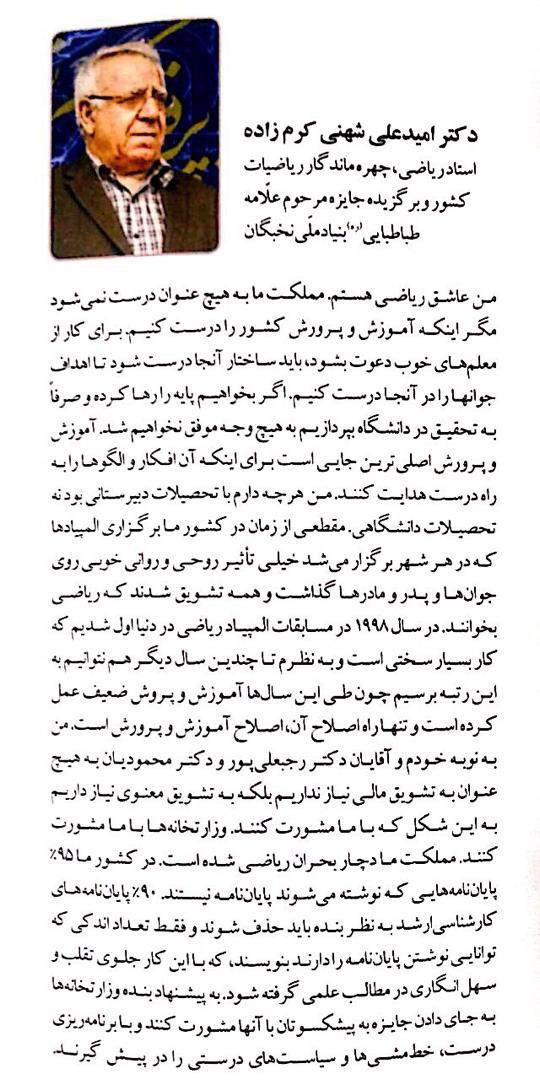 دکتر امیدعلی شهنی کرم زاده
استاد ریاضی، چهره ماندگار ریاضیات
کشور و برگزیده جایزه مرحوم علّامه
طباطبایی (ره) بنیاد ملّی نخبگان
من عاشق ریاضی هستم. مملکت ما به هیچ عنوان درست نمی‌شود
مگر اینکه آموزش و پرورش کشور را درست کنیم. برای کار از
معلم‌های خوب دعوت بشود، باید ساختار آنجا درست شود تا اهداف
جوانها را در آنجا درست کنیم. اگر بخواهیم پایه را رها کرده و صرفاً
به تحقیق در دانشگاه بپردازیم به هیچ وجه موفق نخواهیم شد. آموزش
و پرورش اصلی‌ترین جایی است برای اینکه آن افکار و الگوها را به
راه درست هدایت کنند. من هرچه دارم با تحصیلات دبیرستانی بود نه
تحصیلات دانشگاهی. مقطعی از زمان در کشور ما برگزاری المپیادها
که در هر شهر برگزار می‌شد خیلی تأثیر روحی و روانی خوبی روی
جوان‌ها و پدر و مادرها گذاشت و همه تشویق شدند که ریاضی
بخوانند. در سال ۱۹۹۸ در مسابقات المپیاد ریاضی در دنیا اول شدیم که
کار بسیار سختی است و به نظرم تا چندین سال دیگر هم نتوانیم به
این رتبه برسیم چون طی این سال‌ها آموزش و پروش ضعیف عمل
کرده است و تنها راه اصلاح آن، اصلاح آموزش و پرورش است. من
به نوبه خودم و آقایان دکتر رجبعلی‌پور و دکتر محمودیان به هیچ
عنوان به تشویق مالی نیاز نداریم بلکه به تشویق معنوی نیاز داریم
به این شکل که با ما مشورت کنند. وزارتخانه‌ها با ما مشورت
کنند. مملکت ما دچار بحران ریاضی شده است. در کشور ما ۹۵٪
پایان‌نامه‌هایی که نوشته می‌شوند پایان‌نامه نیستند. ۹۰٪ پایان‌نامه‌های
کارشناسی‌ارشد به نظر بنده باید حذف شوند و فقط تعداد اندکی که
توانایی نوشتن پایان‌نامه را دارند بنویسند، که با این کار جلوی تقلب و
سهل انگاری در مطالب علمی گرفته شود. به پیشنهاد بنده وزارتخانه‌ها
به جای دادن جایزه به پیشکسوتان با آنها مشورت کنند و با برنامه‌ریزی
درست، خط‌مشی‌ها و سیاست‌های درستی را در پیش گیرند.